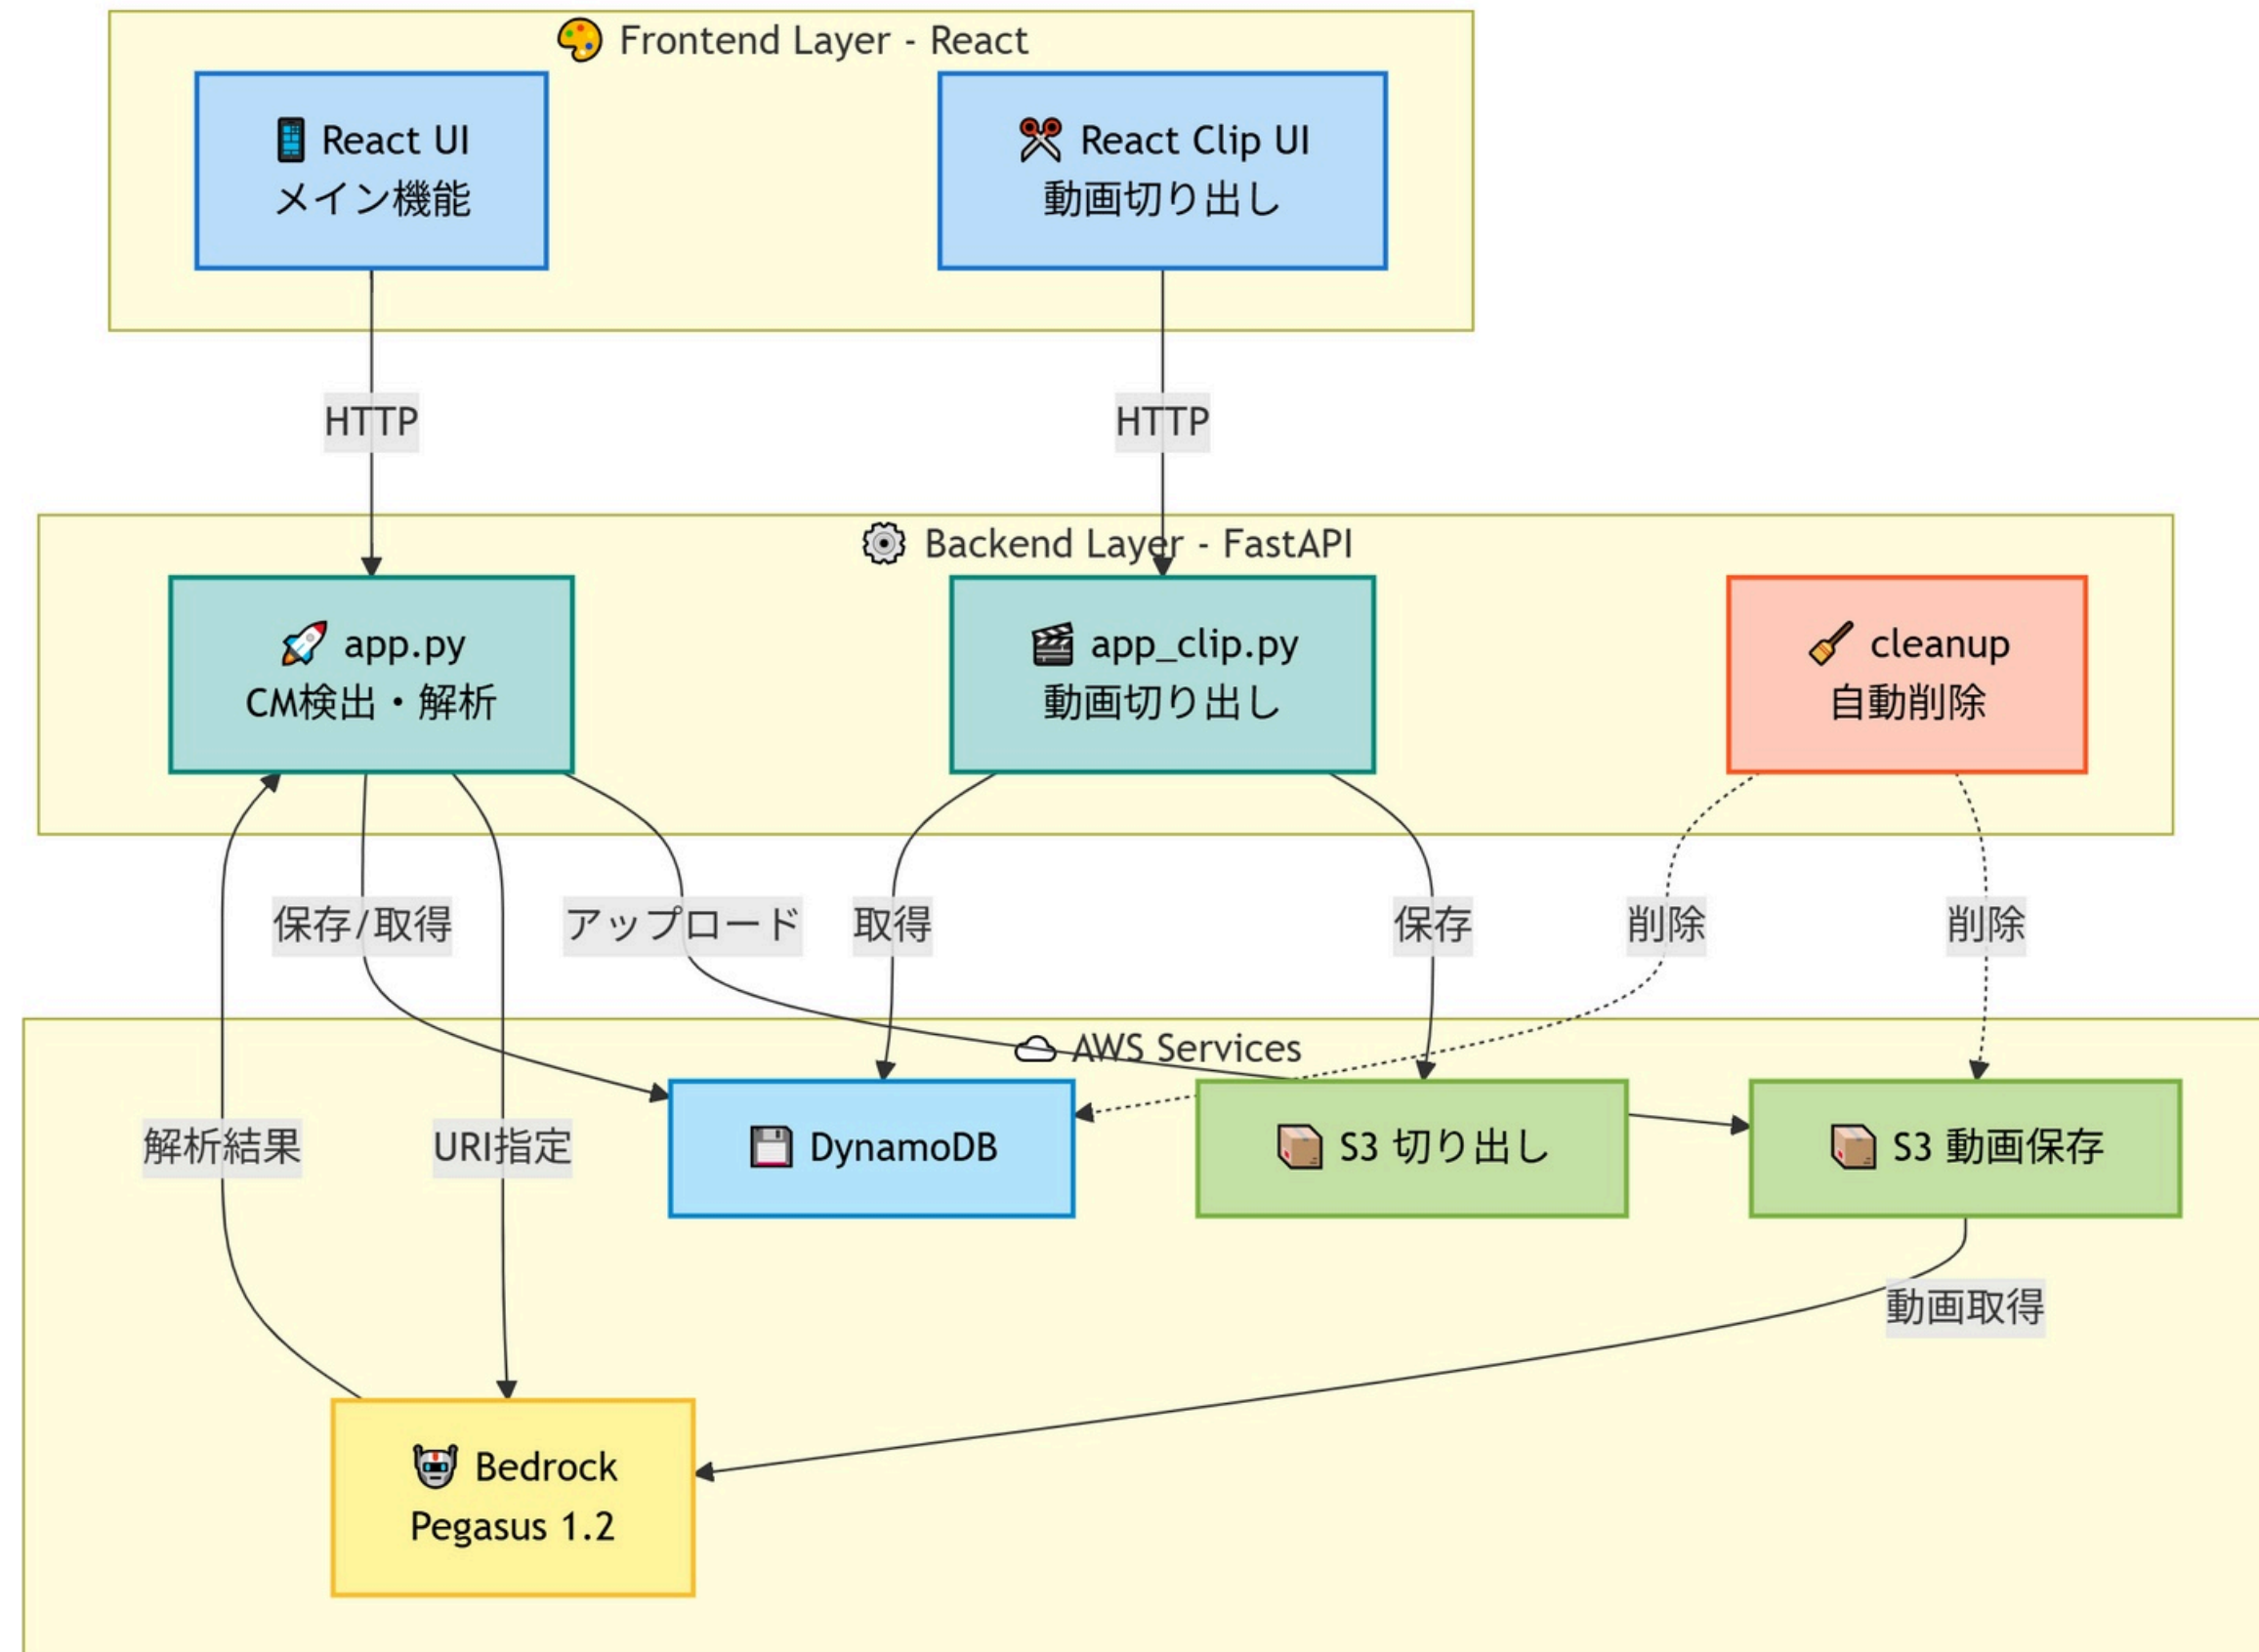 Frontend Layer - React
React UI
メイン機能
React Clip UI
動画切り出し
HTTP
HTTP
Backend Layer - FastAPI
app.py
CM検出・解析
app_clip.py
動画切り出し
cleanup
自動削除
保存/取得
アップロード
取得
保存
削除
削除
AWS Services
解析結果
URI指定
DynamoDB
S3 切り出し
S3 動画保存
動画取得
Bedrock
Pegasus 1.2